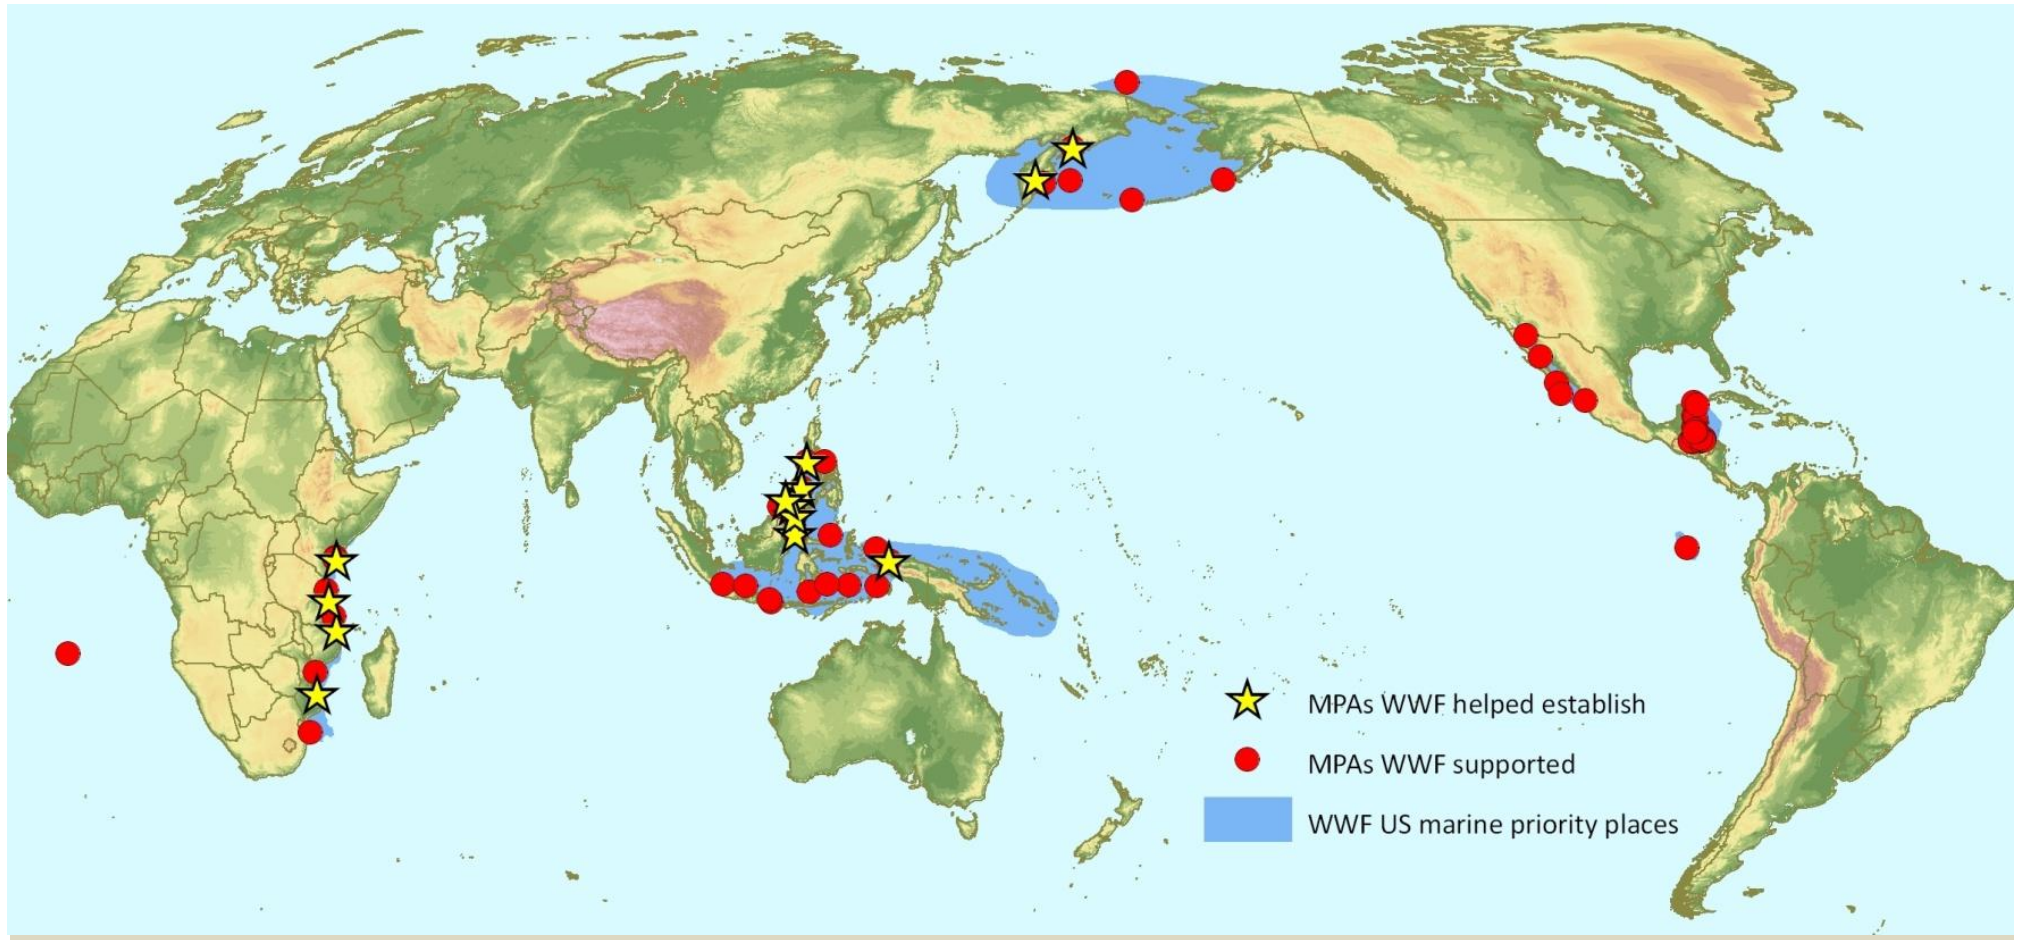 MPAs WWF helped establish
MPAs WWF supported
WWF US marine priority places